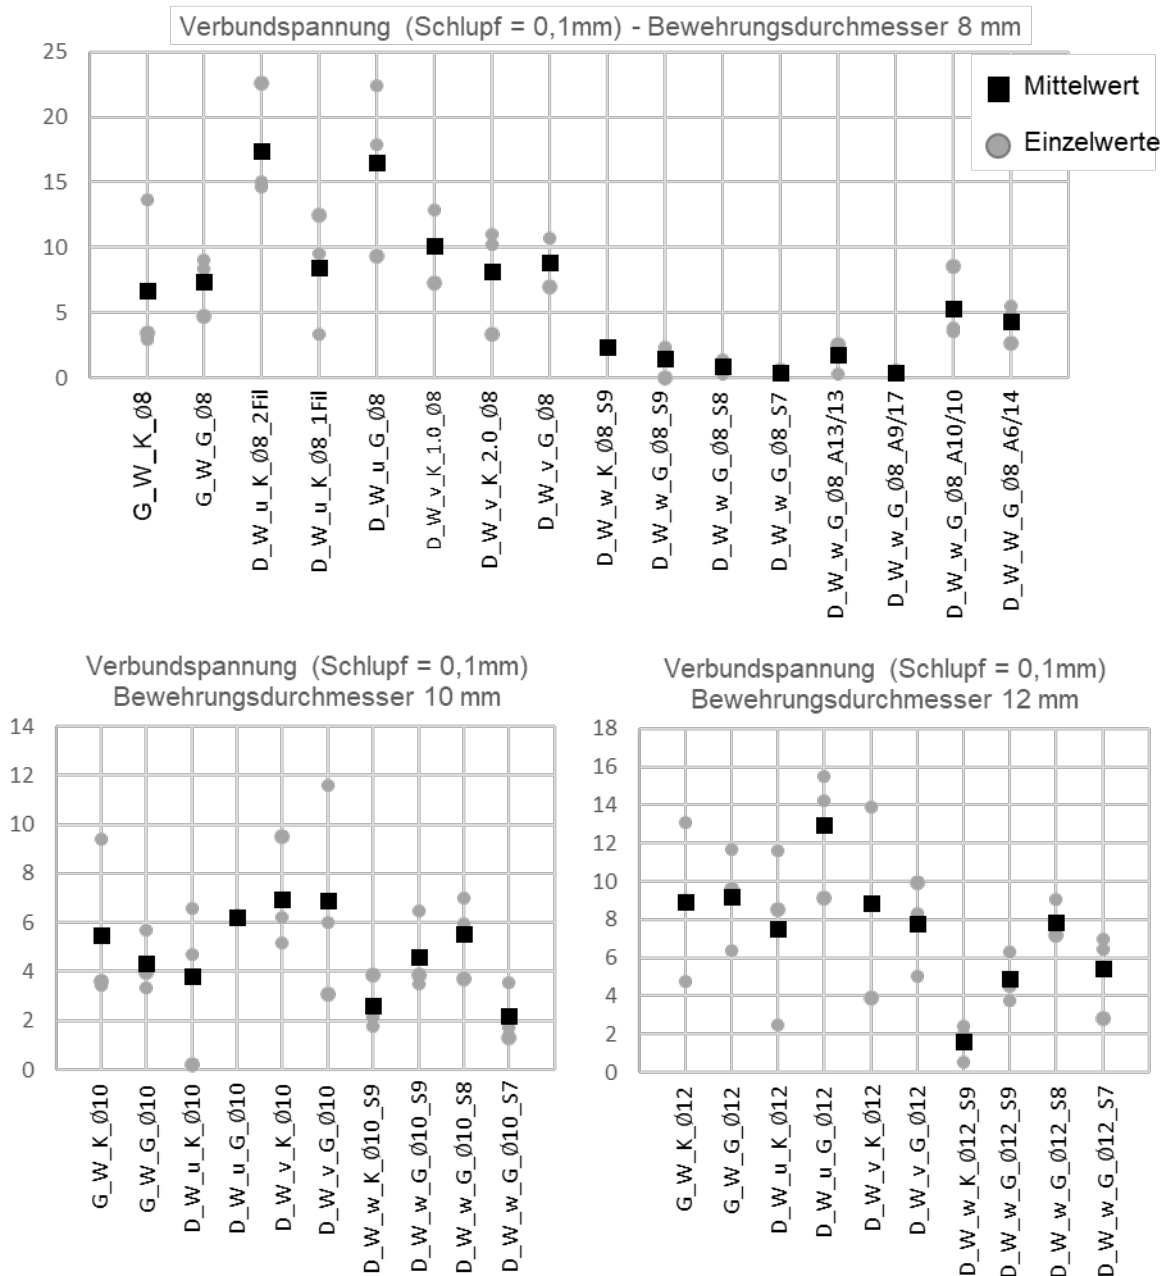 Verbundspannung (Schlupf = 0,1mm) - Bewehrungsdurchmesser 8 mm
25
20
15
10
5
0
Mittelwert
Einzelwerte
G_W_K_Ø8
G_W_G_Ø8
D_W_u_K_Ø8_2Fil
D_W_u_K_Ø8_1Fil
D_W_u_G_Ø8
D_W_v_K_1.0_Ø8
D_W_v_K_2.0_Ø8
D_W_v_G_Ø8
D_W_w_K_Ø8_S9
D_W_w_G_Ø8_S9
D_W_w_G_Ø8_S8
D_W_w_G_Ø8_S7
D_W_w_G_Ø8_A13/13
D_W_w_G_Ø8_A9/17
D_W_w_G_Ø8_A10/10
D_W_W_G_Ø8_A6/14
Verbundspannung (Schlupf = 0,1mm)
Bewehrungsdurchmesser 10 mm
14
12
10
8
6
4
2
0
G_W_K_Ø10
G_W_G_Ø10
D_W_u_K_Ø10
D_W_u_G_Ø10
D_W_v_K_Ø10
D_W_v_G_Ø10
D_W_w_K_Ø10_S9
D_W_w_G_Ø10_S9
D_W_w_G_Ø10_S8
D_W_w_G_Ø10_S7
Verbundspannung (Schlupf = 0,1mm)
Bewehrungsdurchmesser 12 mm
18
16
14
12
10
8
6
4
2
0
G_W_K_Ø12
G_W_G_Ø12
D_W_u_K_Ø12
D_W_u_G_Ø12
D_W_v_K_Ø12
D_W_v_G_Ø12
D_W_w_K_Ø12_S9
D_W_w_G_Ø12_S9
D_W_w_G_Ø12_S8
D_W_w_G_Ø12_S7